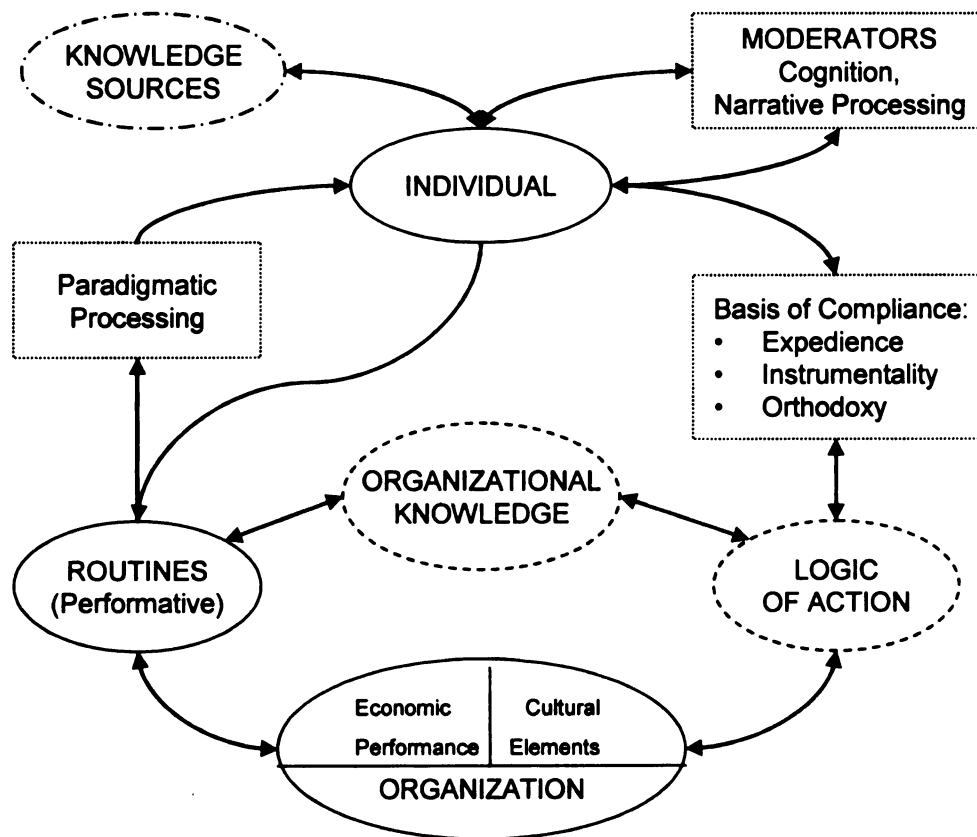 KNOWLEDGE
SOURCES
MODERATORS
Cognition,
Narrative Processing
INDIVIDUAL
Paradigmatic
Processing
Basis of Compliance:
• Expedience
• Instrumentality
• Orthodoxy
ORGANIZATIONAL
KNOWLEDGE
ROUTINES
(Performative)
LOGIC
OF ACTION
Economic
Performance
Cultural
Elements
ORGANIZATION